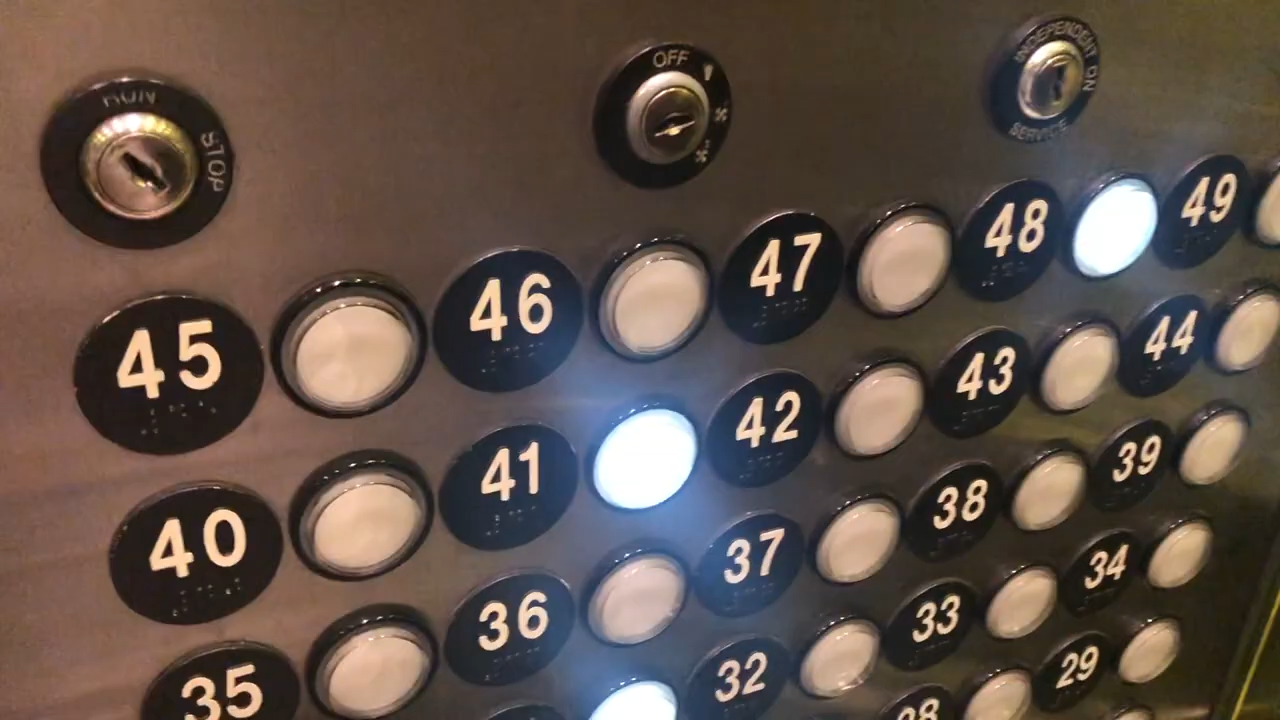 RUN STOP
OFF
INDEPENDENT ON
SERVICE
45 46 47 48 49
40 41 42 43 44
35 36 37 38 39
32 33 34
28 29